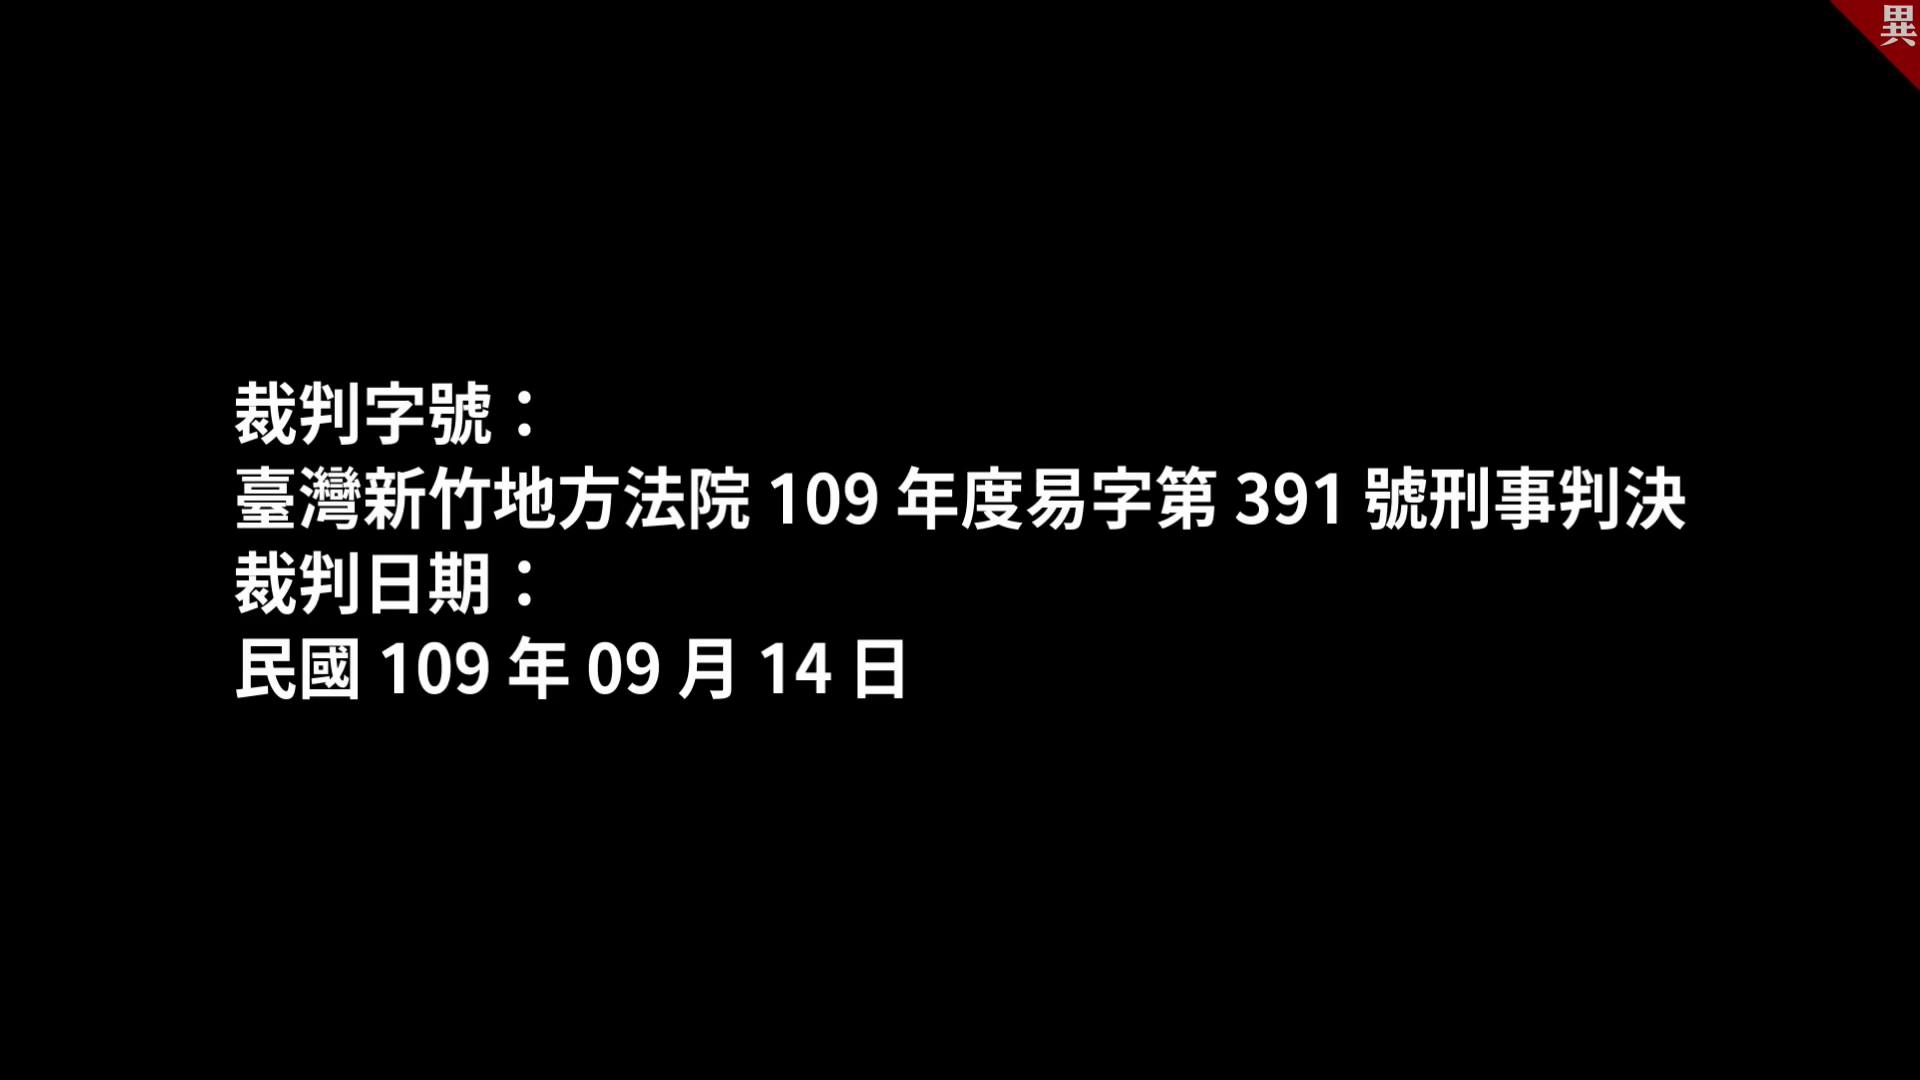 異
裁判字號：
臺灣新竹地方法院 109 年度易字第 391 號刑事判決
裁判日期：
民國 109 年 09 月 14 日